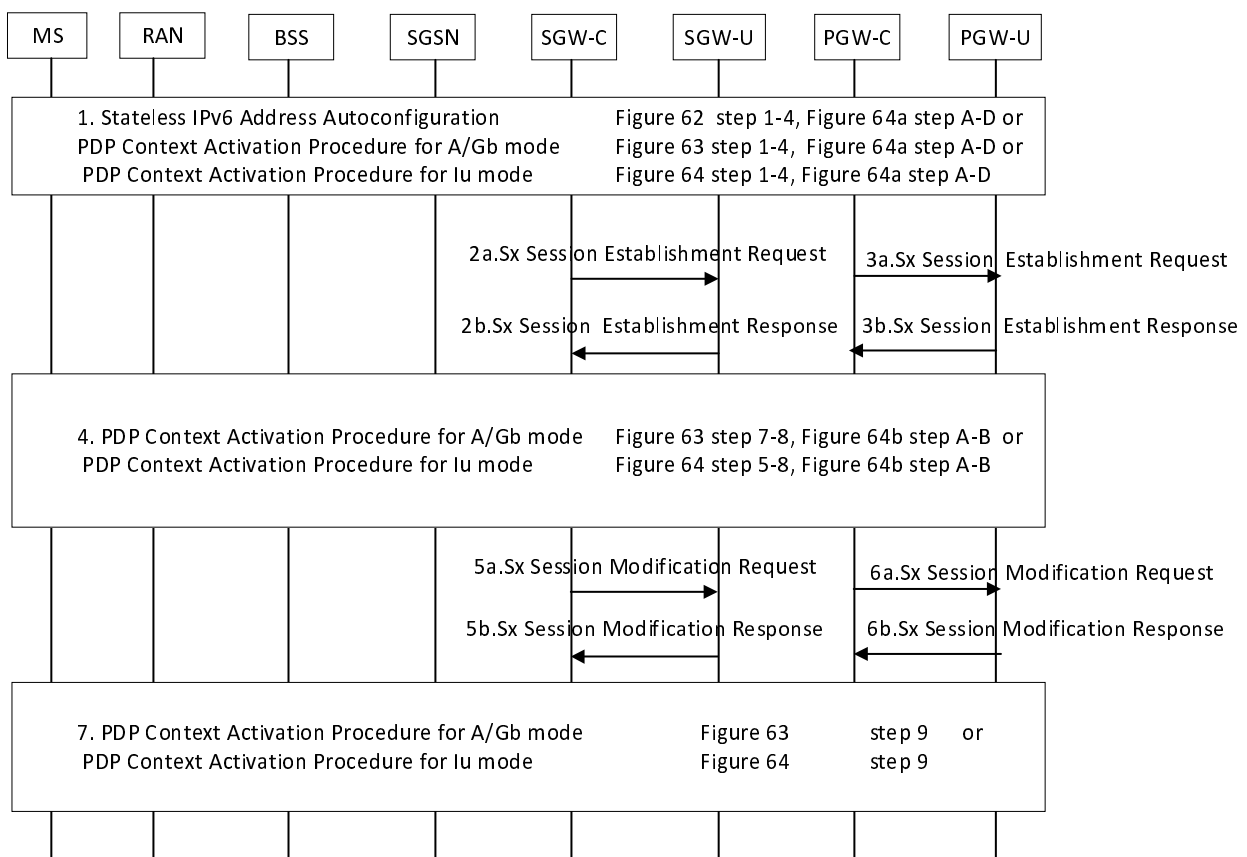 MS RAN BSS SGSN SGW-C SGW-U PGW-C PGW-U
1. Stateless IPv6 Address Autoconfiguration Figure 62 step 1-4, Figure 64a step A-D or
PDP Context Activation Procedure for A/Gb mode Figure 63 step 1-4, Figure 64a step A-D or
PDP Context Activation Procedure for Iu mode Figure 64 step 1-4, Figure 64a step A-D
2a.Sx Session Establishment Request
3a.Sx Session Establishment Request
2b.Sx Session Establishment Response
3b.Sx Session Establishment Response
4. PDP Context Activation Procedure for A/Gb mode Figure 63 step 7-8, Figure 64b step A-B or
PDP Context Activation Procedure for Iu mode Figure 64 step 5-8, Figure 64b step A-B
5a.Sx Session Modification Request
6a.Sx Session Modification Request
5b.Sx Session Modification Response
6b.Sx Session Modification Response
7. PDP Context Activation Procedure for A/Gb mode Figure 63 step 9 or
PDP Context Activation Procedure for Iu mode Figure 64 step 9